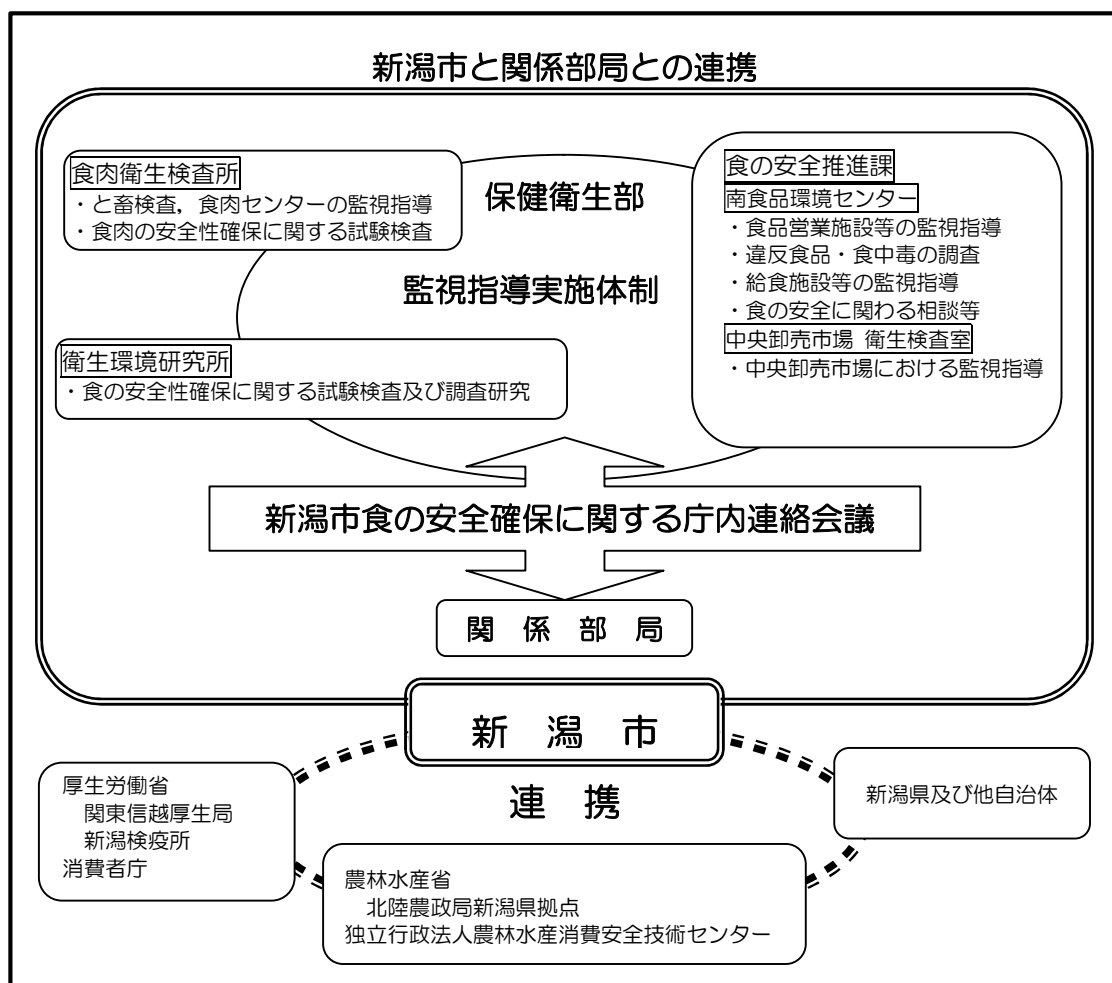 新潟市と関係部局との連携
保健衛生部
監視指導実施体制
食肉衛生検査所
・と畜検査，食肉センターの監視指導
・食肉の安全性確保に関する試験検査
衛生環境研究所
・食の安全性確保に関する試験検査及び調査研究
食の安全推進課
南食品環境センター
・食品営業施設等の監視指導
・違反食品・食中毒の調査
・給食施設等の監視指導
・食の安全に関わる相談等
中央卸売市場 衛生検査室
・中央卸売市場における監視指導
新潟市食の安全確保に関する庁内連絡会議
関 係 部 局
新 潟 市
連 携
厚生労働省
関東信越厚生局
新潟検疫所
消費者庁
農林水産省
北陸農政局新潟県拠点
独立行政法人農林水産消費安全技術センター
新潟県及び他自治体